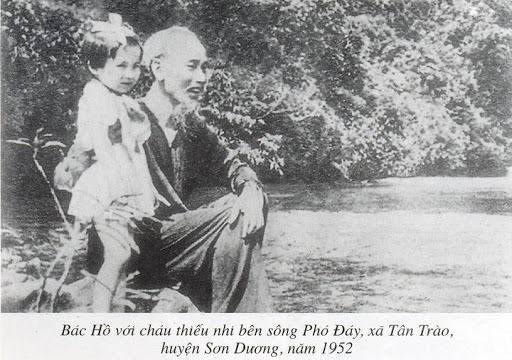 Bác Hồ với cháu thiếu nhi bên sông Phó Đáy, xã Tân Trào,
huyện Sơn Dương, năm 1952